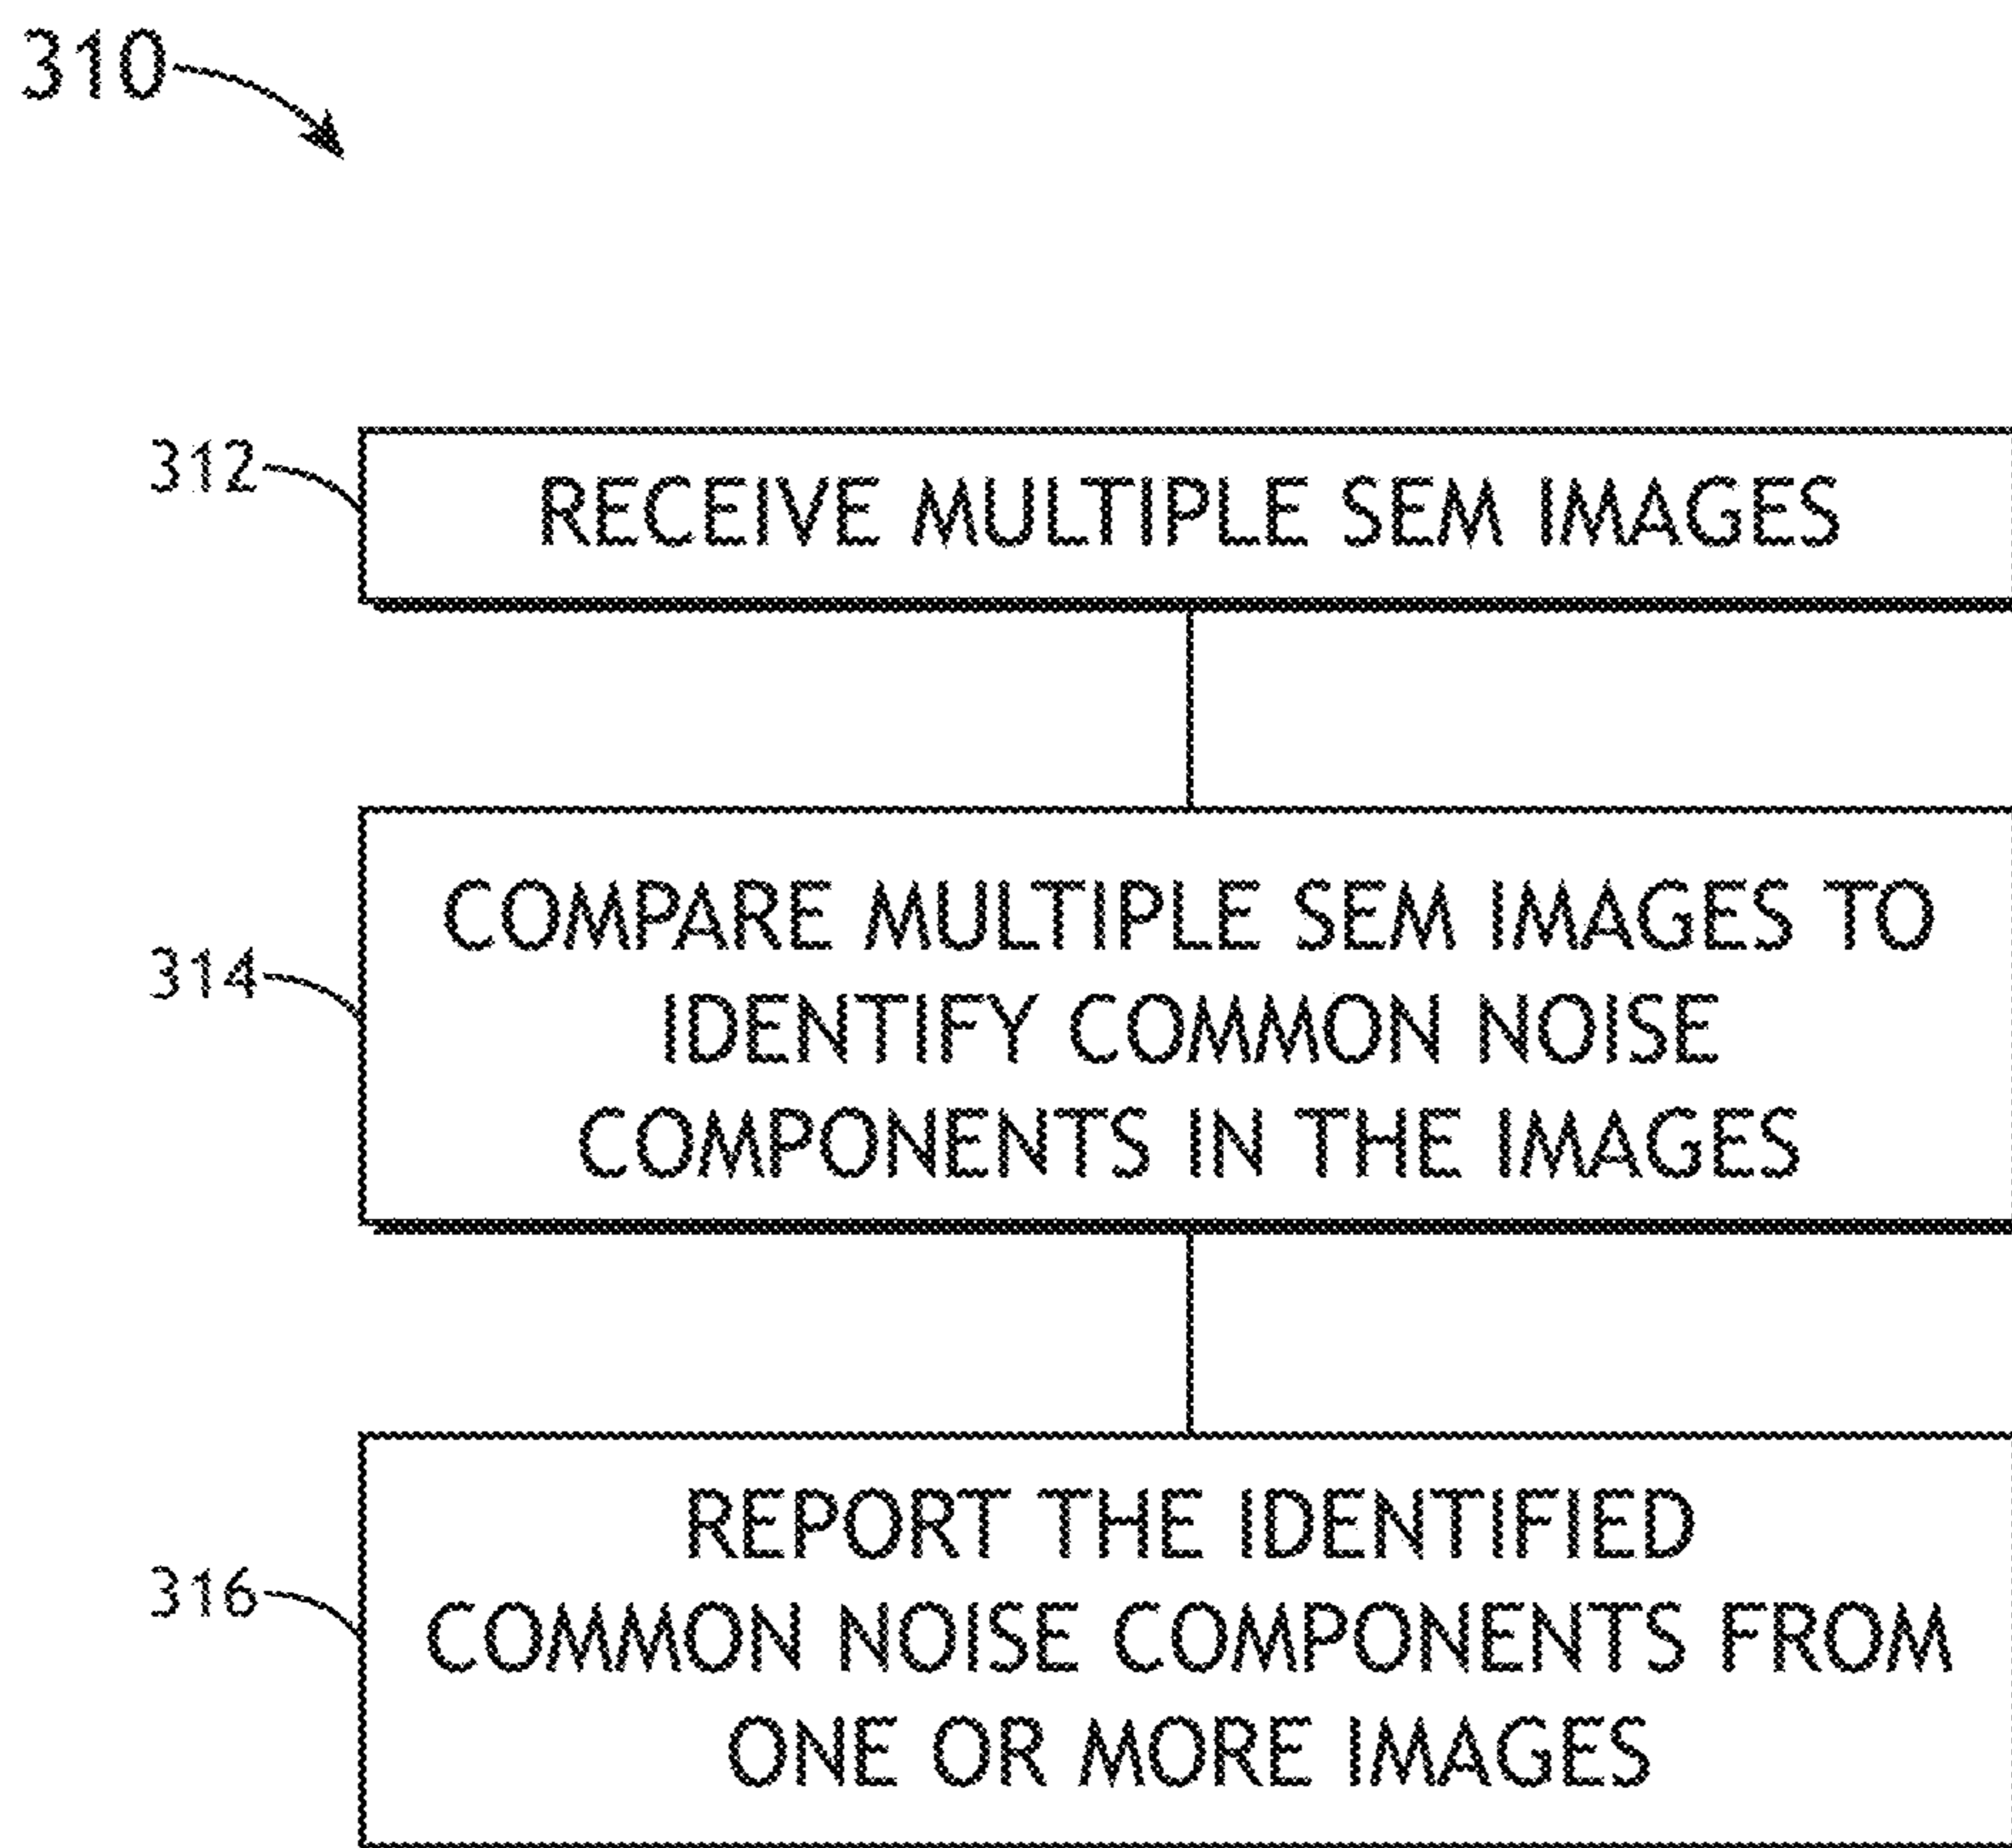 310
312
RECEIVE MULTIPLE SEM IMAGES
314
COMPARE MULTIPLE SEM IMAGES TO
IDENTIFY COMMON NOISE
COMPONENTS IN THE IMAGES
316
REPORT THE IDENTIFIED
COMMON NOISE COMPONENTS FROM
ONE OR MORE IMAGES